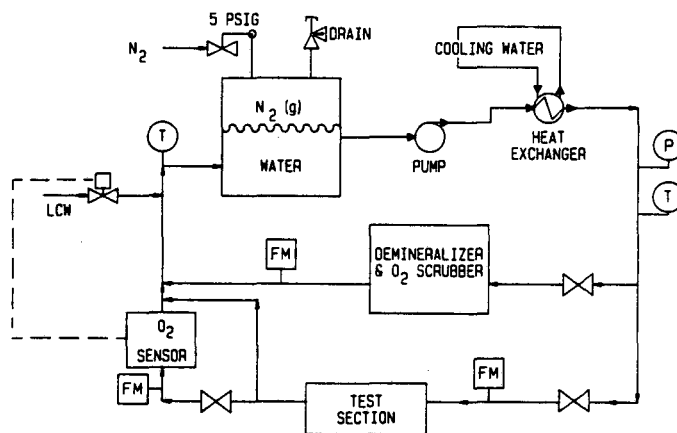 5 PSIG
N2
DRAIN
COOLING WATER
N2 (g)
WATER
T
PUMP
HEAT
EXCHANGER
P
T
LCW
FM
DEMINERALIZER
& O2 SCRUBBER
O2
SENSOR
FM
FM
TEST
SECTION